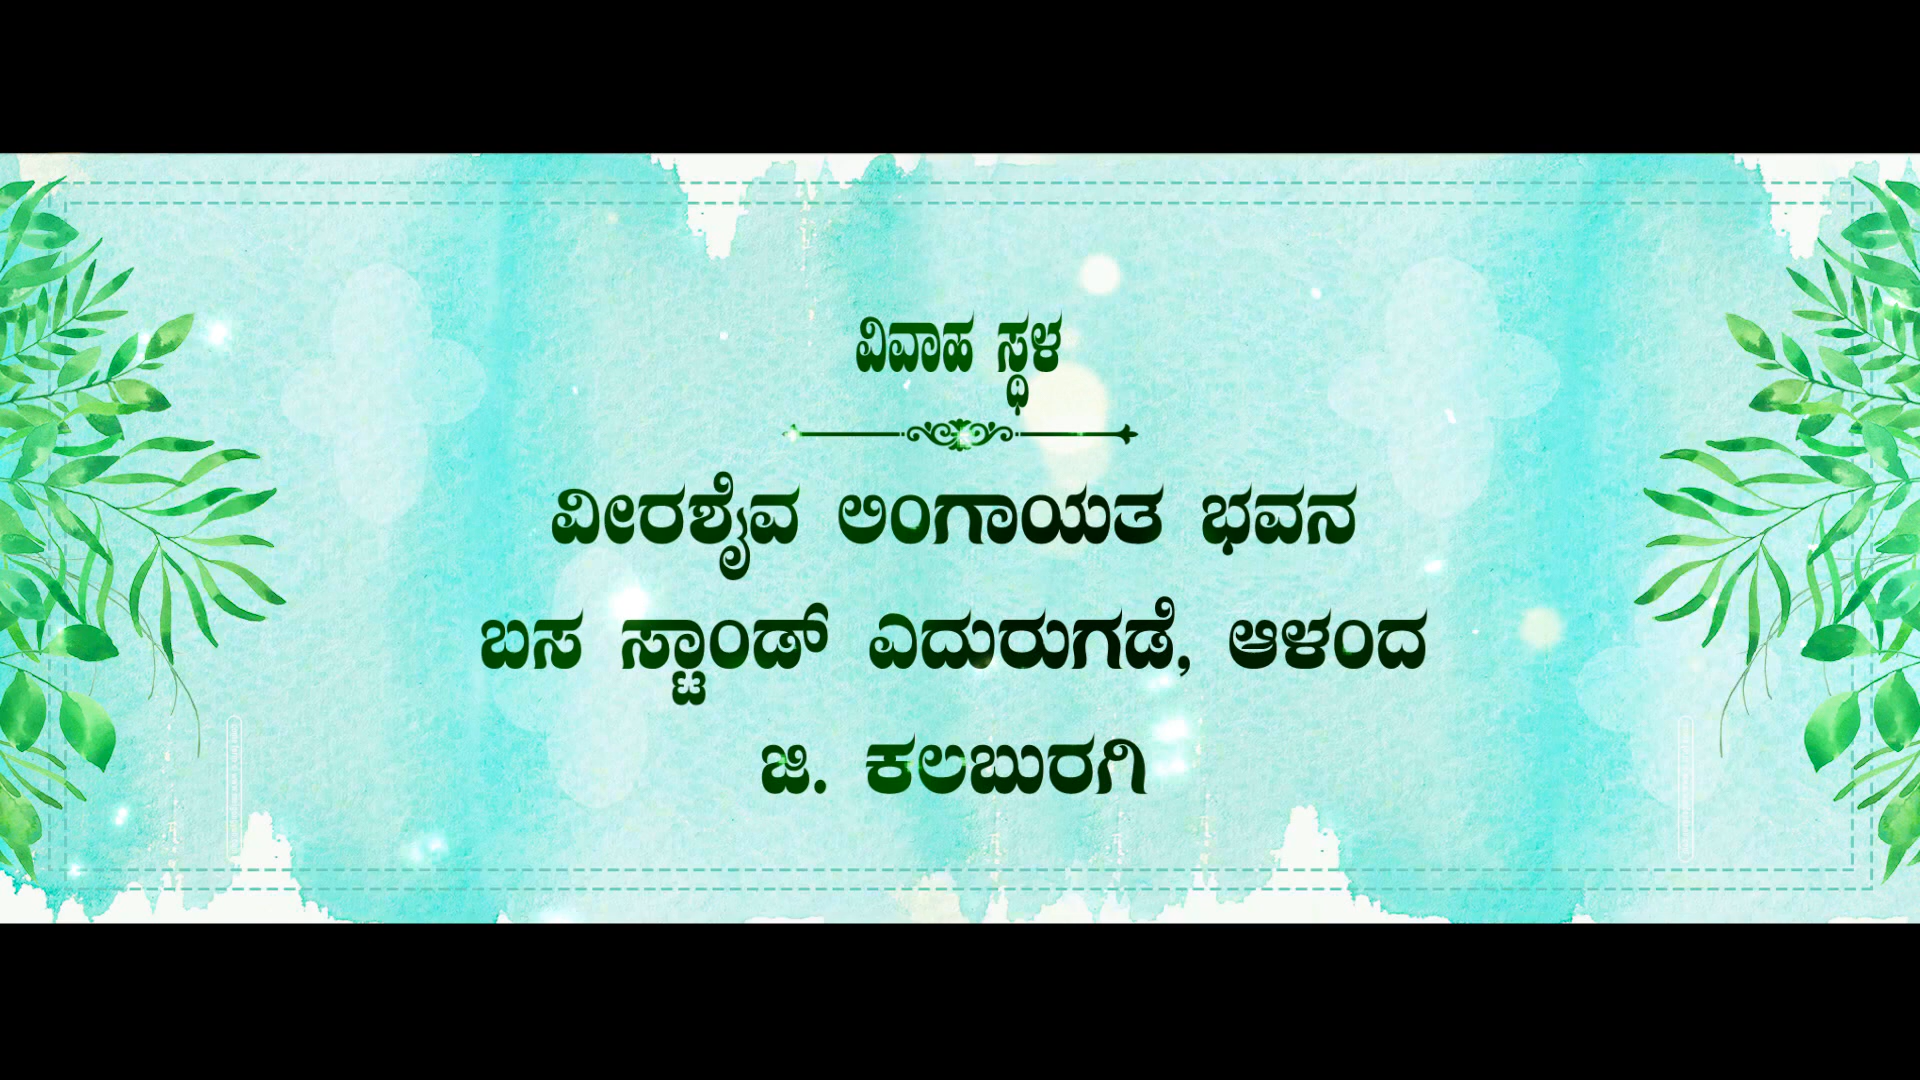 ವಿವಾಹ ಸ್ಥಳ
ವೀರಶೈವ ಲಿಂಗಾಯತ ಭವನ
ಬಸ ಸ್ಟಾಂಡ್ ಎದುರುಗಡೆ, ಆಳಂದ
ಜಿ. ಕಲಬುರಗಿ